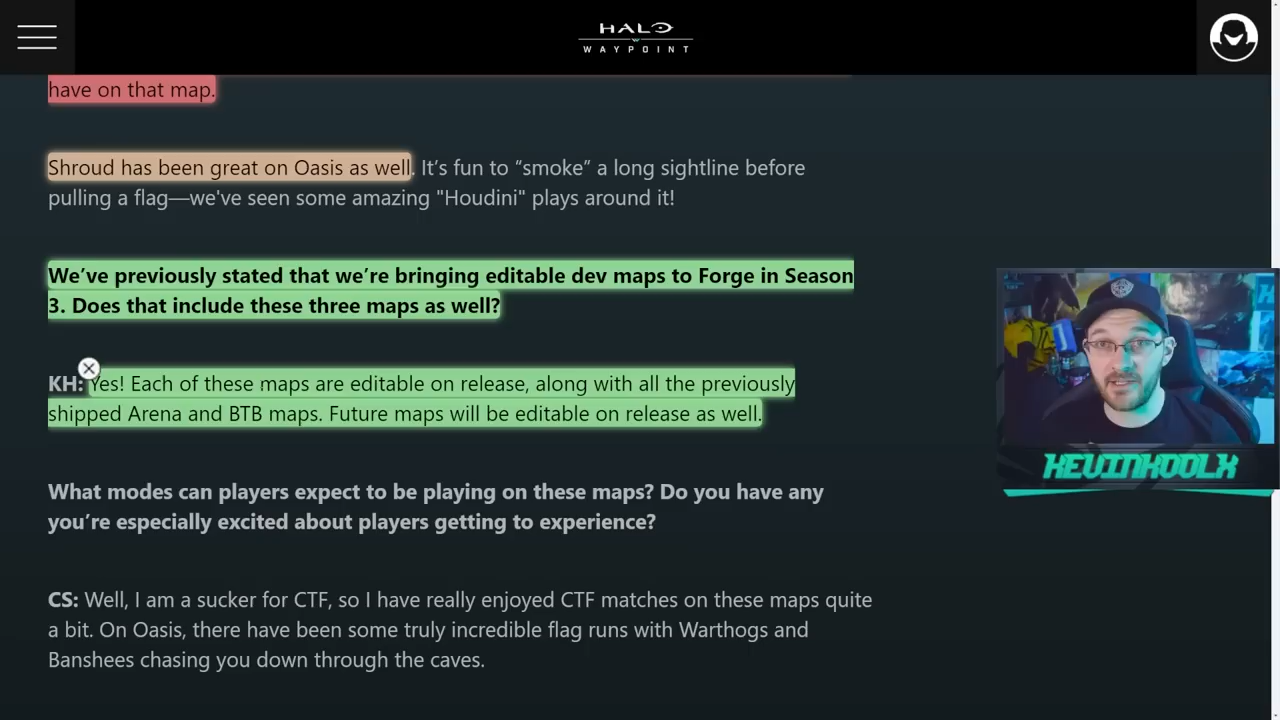 HALO
WAYPOINT
have on that map.
Shroud has been great on Oasis as well. It’s fun to “smoke” a long sightline before
pulling a flag—we've seen some amazing "Houdini" plays around it!
We’ve previously stated that we’re bringing editable dev maps to Forge in Season
3. Does that include these three maps as well?
KH: Yes! Each of these maps are editable on release, along with all the previously
shipped Arena and BTB maps. Future maps will be editable on release as well.
What modes can players expect to be playing on these maps? Do you have any
you’re especially excited about players getting to experience?
CS: Well, I am a sucker for CTF, so I have really enjoyed CTF matches on these maps quite
a bit. On Oasis, there have been some truly incredible flag runs with Warthogs and
Banshees chasing you down through the caves.
KEVINKOOLX